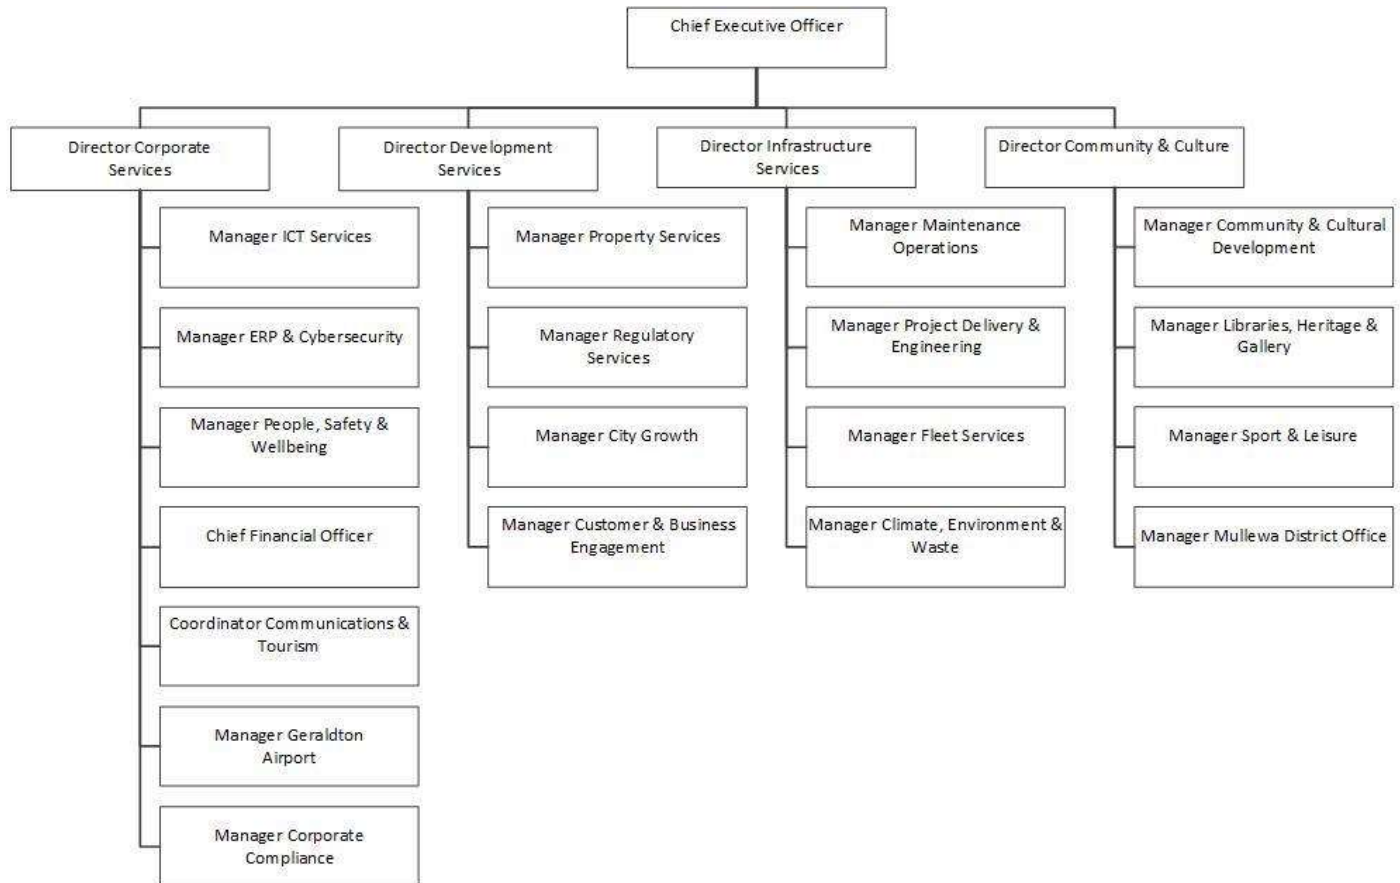 Chief Executive Officer
Director Corporate
Services
Director Development
Services
Director Infrastructure
Services
Director Community & Culture
Manager ICT Services
Manager ERP & Cybersecurity
Manager People, Safety &
Wellbeing
Chief Financial Officer
Coordinator Communications &
Tourism
Manager Geraldton
Airport
Manager Corporate
Compliance
Manager Property Services
Manager Regulatory
Services
Manager City Growth
Manager Customer & Business
Engagement
Manager Maintenance
Operations
Manager Project Delivery &
Engineering
Manager Fleet Services
Manager Climate, Environment &
Waste
Manager Community & Cultural
Development
Manager Libraries, Heritage &
Gallery
Manager Sport & Leisure
Manager Mullewa District Office